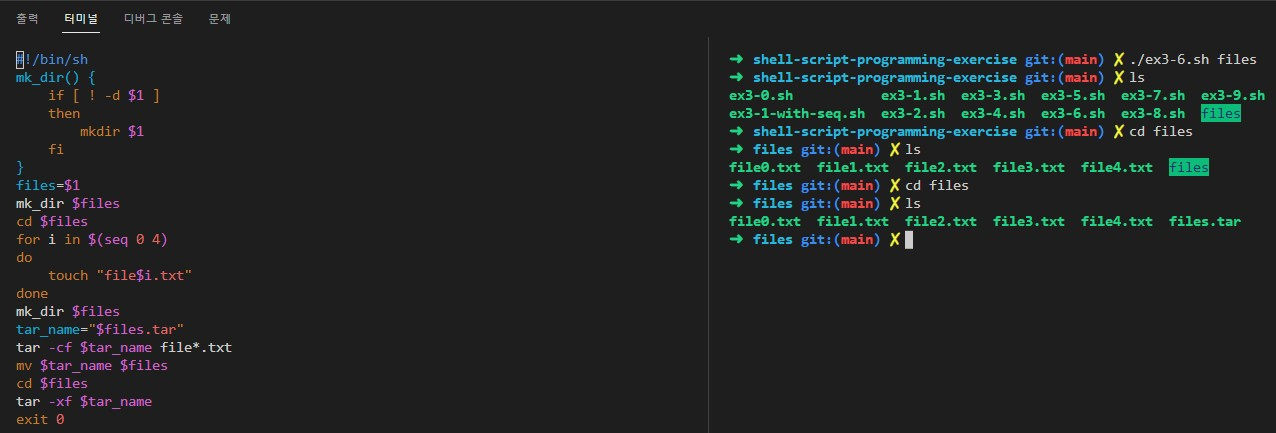 출력 터미널 디버그 콘솔 문제
#!/bin/sh
mk_dir() {
    if [ ! -d $1 ]
    then
        mkdir $1
    fi
}
files=$1
mk_dir $files
cd $files
for i in $(seq 0 4)
do
    touch "file$i.txt"
done
mk_dir $files
tar_name="$files.tar"
tar -cf $tar_name file*.txt
mv $tar_name $files
cd $files
tar -xf $tar_name
exit 0
➜ shell-script-programming-exercise git:(main) ✗ ./ex3-6.sh files
➜ shell-script-programming-exercise git:(main) ✗ ls
ex3-0.sh ex3-1.sh ex3-3.sh ex3-5.sh ex3-7.sh ex3-9.sh
ex3-1-with-seq.sh ex3-2.sh ex3-4.sh ex3-6.sh ex3-8.sh files
➜ shell-script-programming-exercise git:(main) ✗ cd files
➜ files git:(main) ✗ ls
file0.txt file1.txt file2.txt file3.txt file4.txt files
➜ files git:(main) ✗ cd files
➜ files git:(main) ✗ ls
file0.txt file1.txt file2.txt file3.txt file4.txt files.tar
➜ files git:(main) ✗